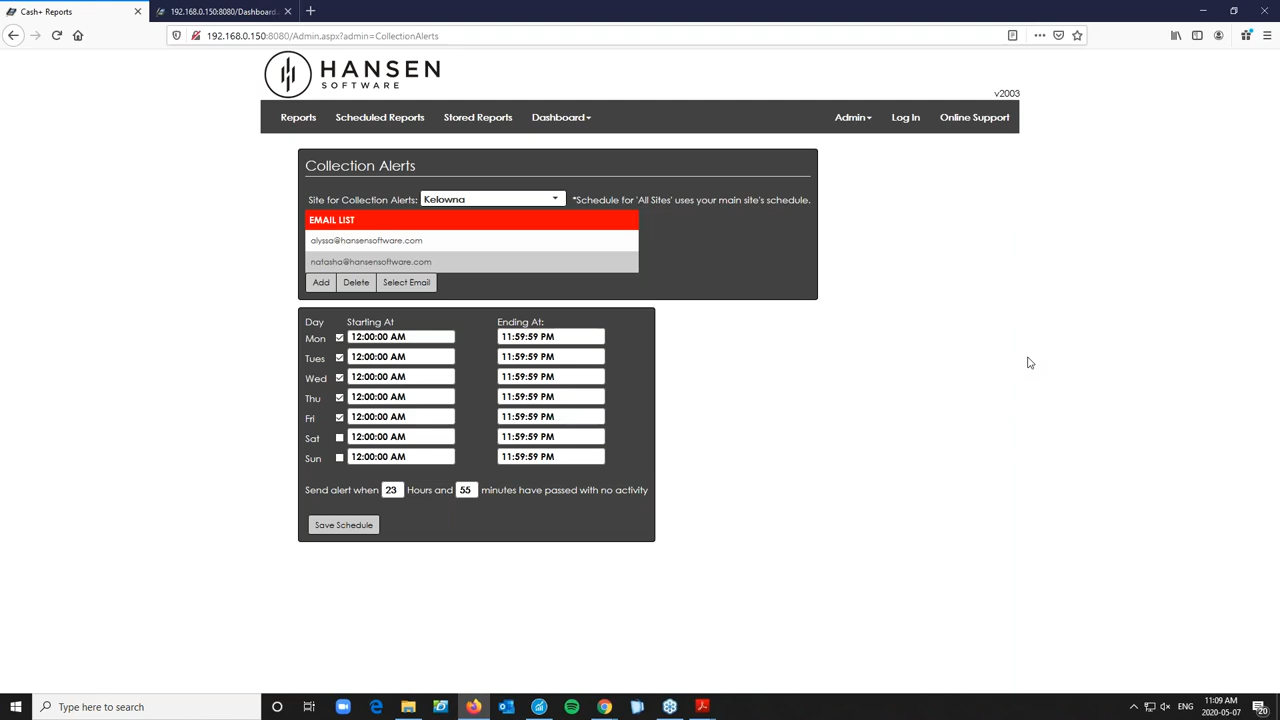 Cash+ Reports
192.168.0.150:8080/Dashboard.
192.168.0.150:8080/Admin.aspx?admin=CollectionAlerts
HANSEN
SOFTWARE
v2003
Reports Scheduled Reports Stored Reports Dashboard Admin Log In Online Support
Collection Alerts
Site for Collection Alerts: Kelowna *Schedule for 'All Sites' uses your main site's schedule.
EMAIL LIST
alyssa@hansensoftware.com
natasha@hansensoftware.com
Add Delete Select Email
Day Starting At Ending At:
Mon 12:00:00 AM 11:59:59 PM
Tues 12:00:00 AM 11:59:59 PM
Wed 12:00:00 AM 11:59:59 PM
Thu 12:00:00 AM 11:59:59 PM
Fri 12:00:00 AM 11:59:59 PM
Sat 12:00:00 AM 11:59:59 PM
Sun 12:00:00 AM 11:59:59 PM
Send alert when 23 Hours and 55 minutes have passed with no activity
Save Schedule
Type here to search
ENG
11:09 AM
2020-05-07
20